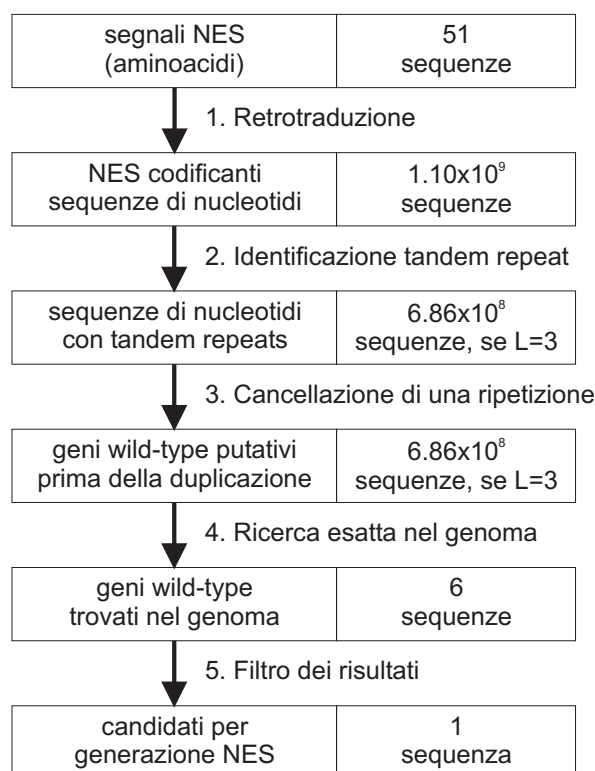 segnali NES
(aminoacidi)
51
sequenze
1. Retrotraduzione
NES codificanti
sequenze di nucleotidi
1.10x10⁹
sequenze
2. Identificazione tandem repeat
sequenze di nucleotidi
con tandem repeats
6.86x10⁸
sequenze, se L=3
3. Cancellazione di una ripetizione
geni wild-type putativi
prima della duplicazione
6.86x10⁸
sequenze, se L=3
4. Ricerca esatta nel genoma
geni wild-type
trovati nel genoma
6
sequenze
5. Filtro dei risultati
candidati per
generazione NES
1
sequenza